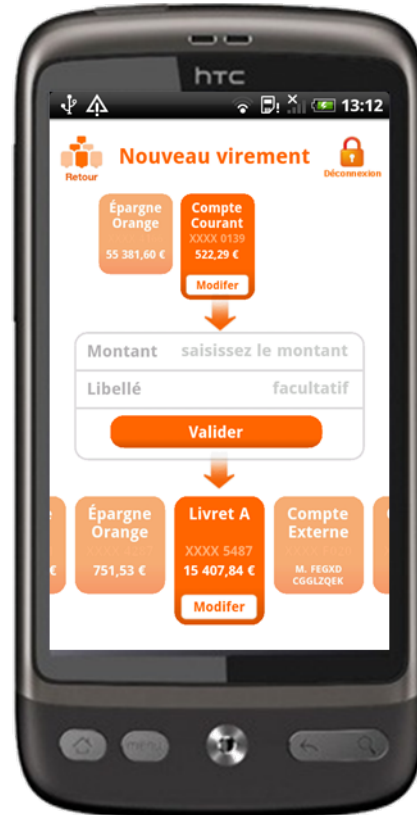 hTC
13:12
Nouveau virement
Retour
Déconnexion
Épargne
Orange
55 381,60 €
Compte
Courant
XXXX 0139
522,29 €
Modifer
Montant saisissez le montant
Libellé facultatif
Valider
€
Épargne
Orange
751,53 €
Livret A
XXXX 5487
15 407,84 €
Modifer
Compte
Externe
M. FEGXD
CGGLZQEK
menu